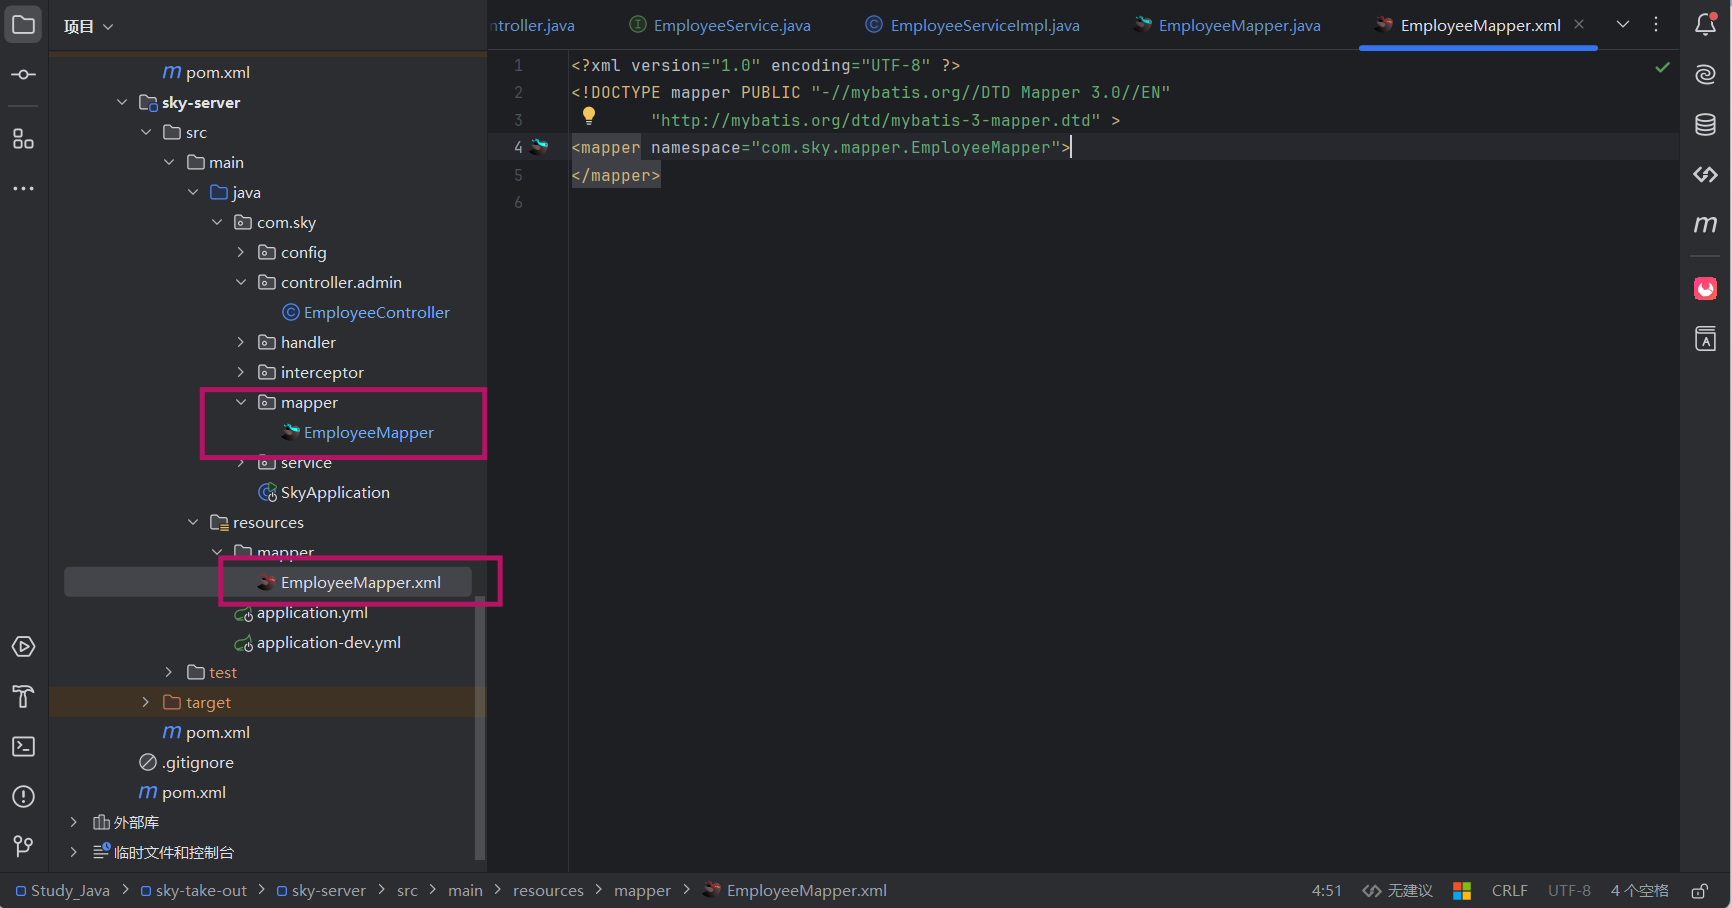 项目
ntroller.java
EmployeeService.java
EmployeeServiceImpl.java
EmployeeMapper.java
EmployeeMapper.xml
pom.xml
sky-server
src
main
java
com.sky
config
controller.admin
EmployeeController
handler
interceptor
mapper
EmployeeMapper
service
SkyApplication
resources
mapper
EmployeeMapper.xml
application.yml
application-dev.yml
test
target
pom.xml
.gitignore
pom.xml
外部库
临时文件和控制台
1 <?xml version="1.0" encoding="UTF-8" ?>
2 <!DOCTYPE mapper PUBLIC "-//mybatis.org//DTD Mapper 3.0//EN"
3 "http://mybatis.org/dtd/mybatis-3-mapper.dtd" >
4 <mapper namespace="com.sky.mapper.EmployeeMapper">
5 </mapper>
6
Study_Java > sky-take-out > sky-server > src > main > resources > mapper > EmployeeMapper.xml
4:51 无建议 CRLF UTF-8 4 个空格